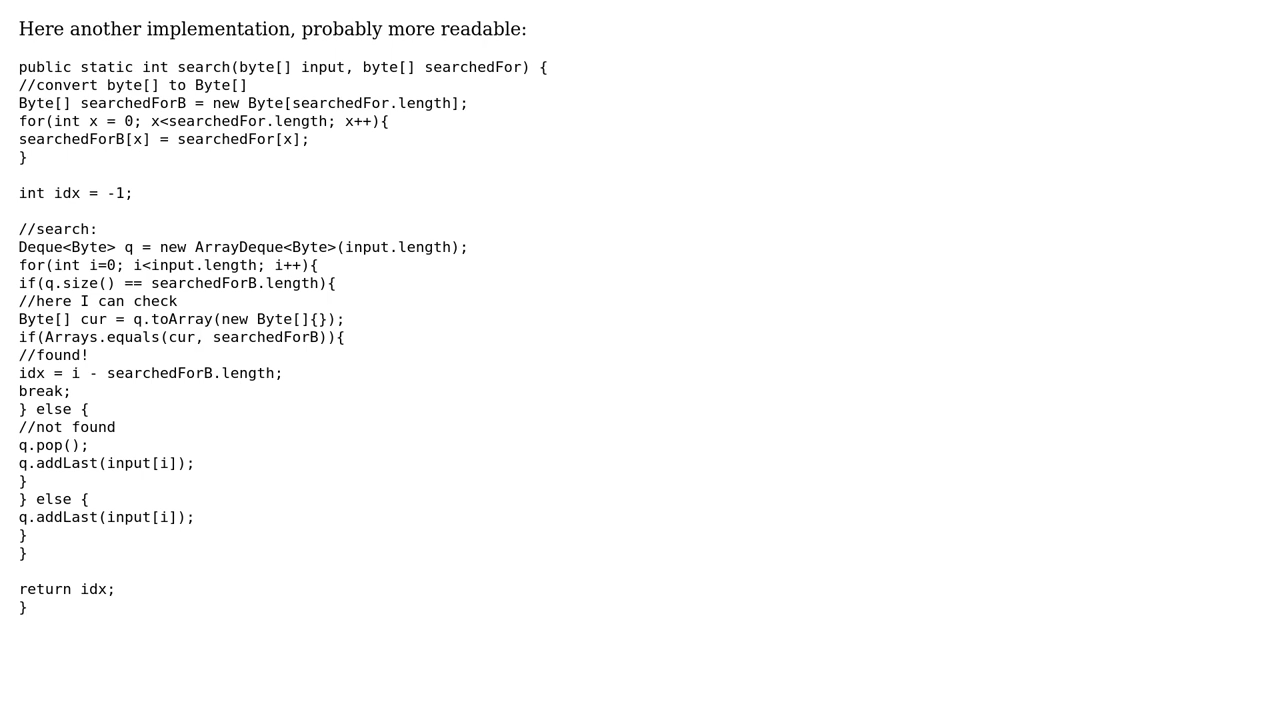 Here another implementation, probably more readable:
public static int search(byte[] input, byte[] searchedFor) {
//convert byte[] to Byte[]
Byte[] searchedForB = new Byte[searchedFor.length];
for(int x = 0; x<searchedFor.length; x++){
searchedForB[x] = searchedFor[x];
}
int idx = -1;
//search:
Deque<Byte> q = new ArrayDeque<Byte>(input.length);
for(int i=0; i<input.length; i++){
if(q.size() == searchedForB.length){
//here I can check
Byte[] cur = q.toArray(new Byte[]{});
if(Arrays.equals(cur, searchedForB)){
//found!
idx = i - searchedForB.length;
break;
} else {
//not found
q.pop();
q.addLast(input[i]);
}
} else {
q.addLast(input[i]);
}
}
return idx;
}